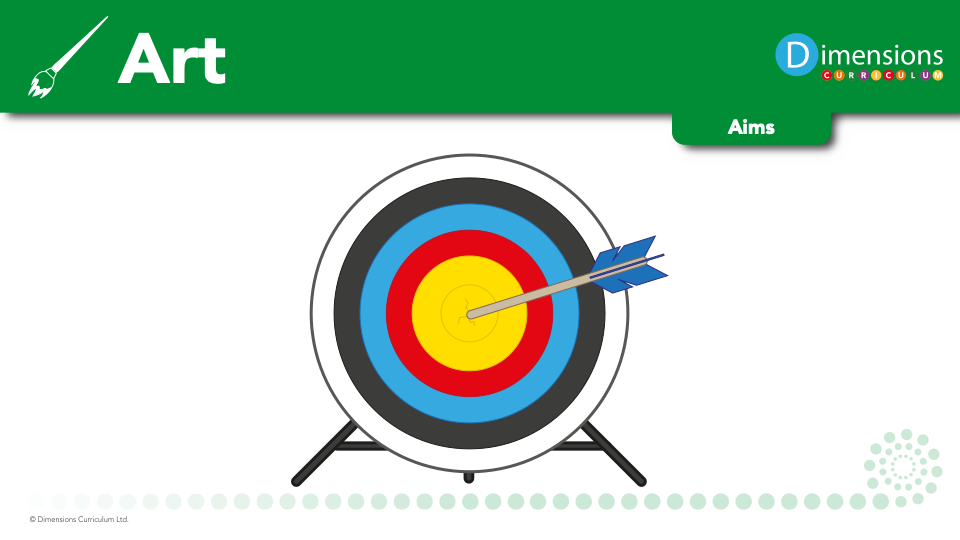 Art
Dimensions
CURRICULUM
Aims
© Dimensions Curriculum Ltd.